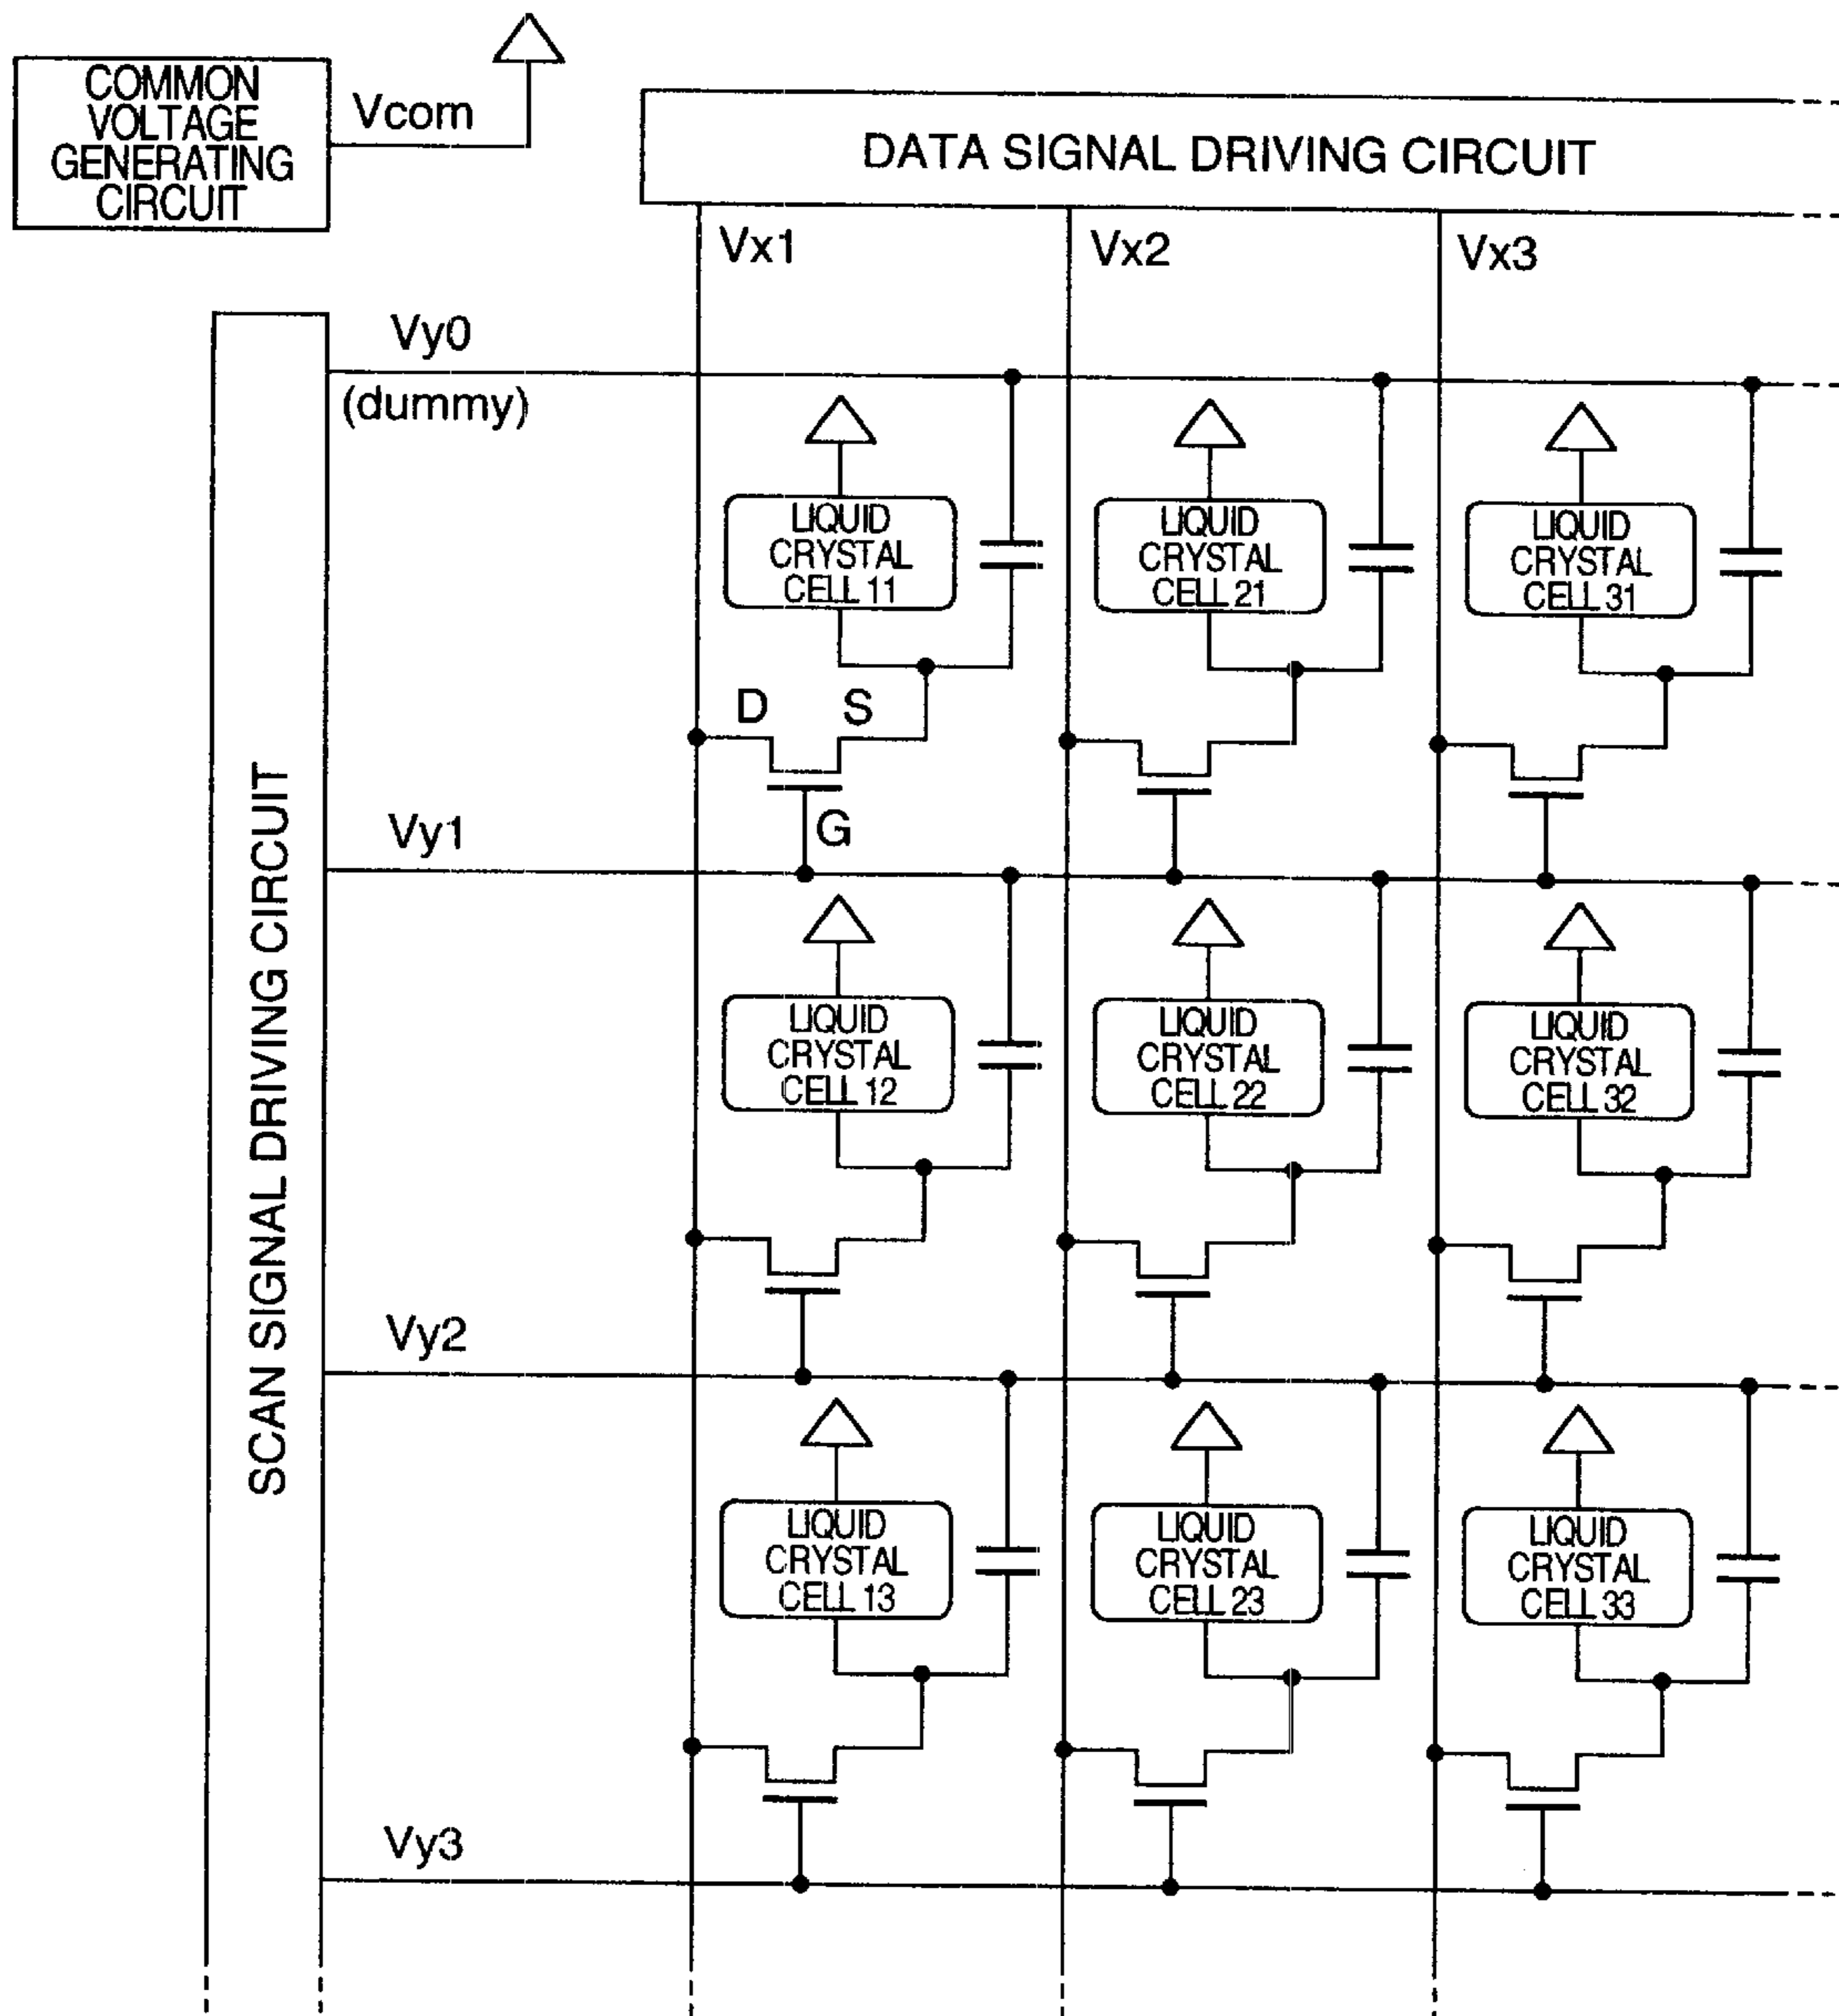 COMMON
VOLTAGE
GENERATING
CIRCUIT
Vcom
DATA SIGNAL DRIVING CIRCUIT
Vx1
Vx2
Vx3
SCAN SIGNAL DRIVING CIRCUIT
Vy0
(dummy)
LIQUID
CRYSTAL
CELL 11
LIQUID
CRYSTAL
CELL 21
LIQUID
CRYSTAL
CELL 31
D
S
G
Vy1
LIQUID
CRYSTAL
CELL 12
LIQUID
CRYSTAL
CELL 22
LIQUID
CRYSTAL
CELL 32
Vy2
LIQUID
CRYSTAL
CELL 13
LIQUID
CRYSTAL
CELL 23
LIQUID
CRYSTAL
CELL 33
Vy3